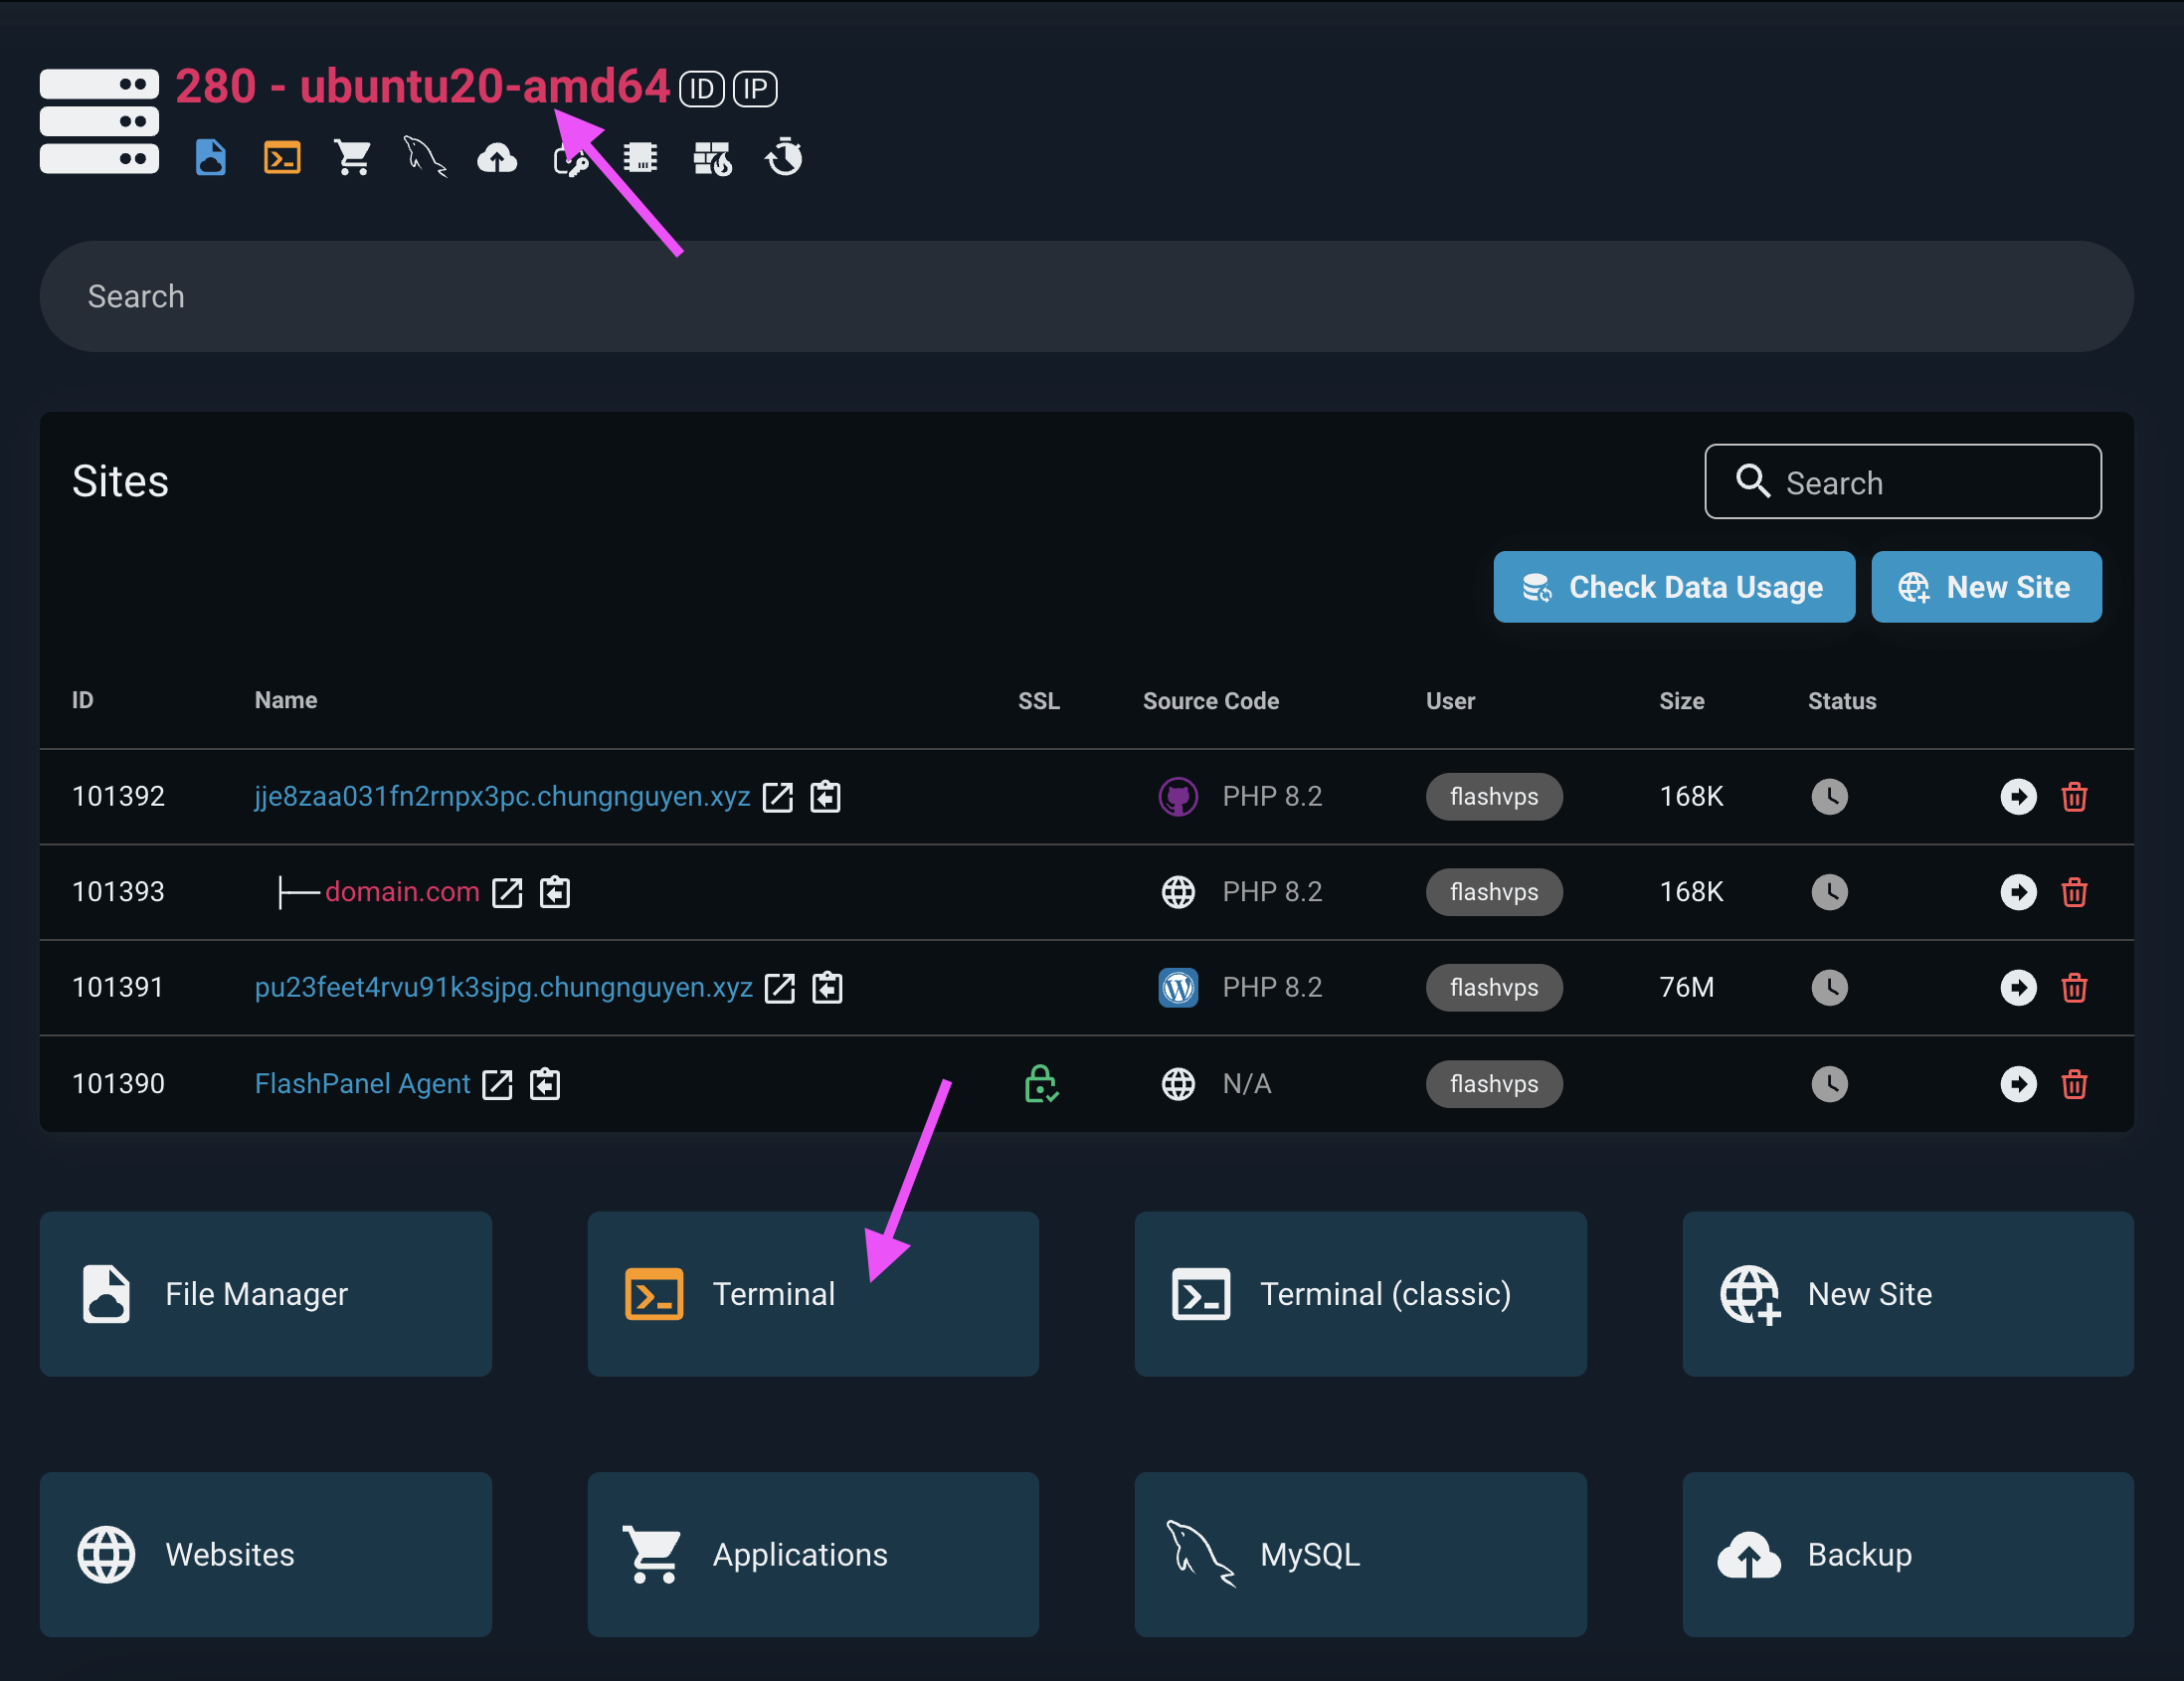 280 - ubuntu20-amd64 ID IP
Search
Sites
Search
Check Data Usage
New Site
ID Name SSL Source Code User Size Status
101392 jje8zaa031fn2rnpx3pc.chungnguyen.xyz PHP 8.2 flashvps 168K
101393 domain.com PHP 8.2 flashvps 168K
101391 pu23feet4rvu91k3sjpg.chungnguyen.xyz PHP 8.2 flashvps 76M
101390 FlashPanel Agent N/A flashvps
File Manager
Terminal
Terminal (classic)
New Site
Websites
Applications
MySQL
Backup